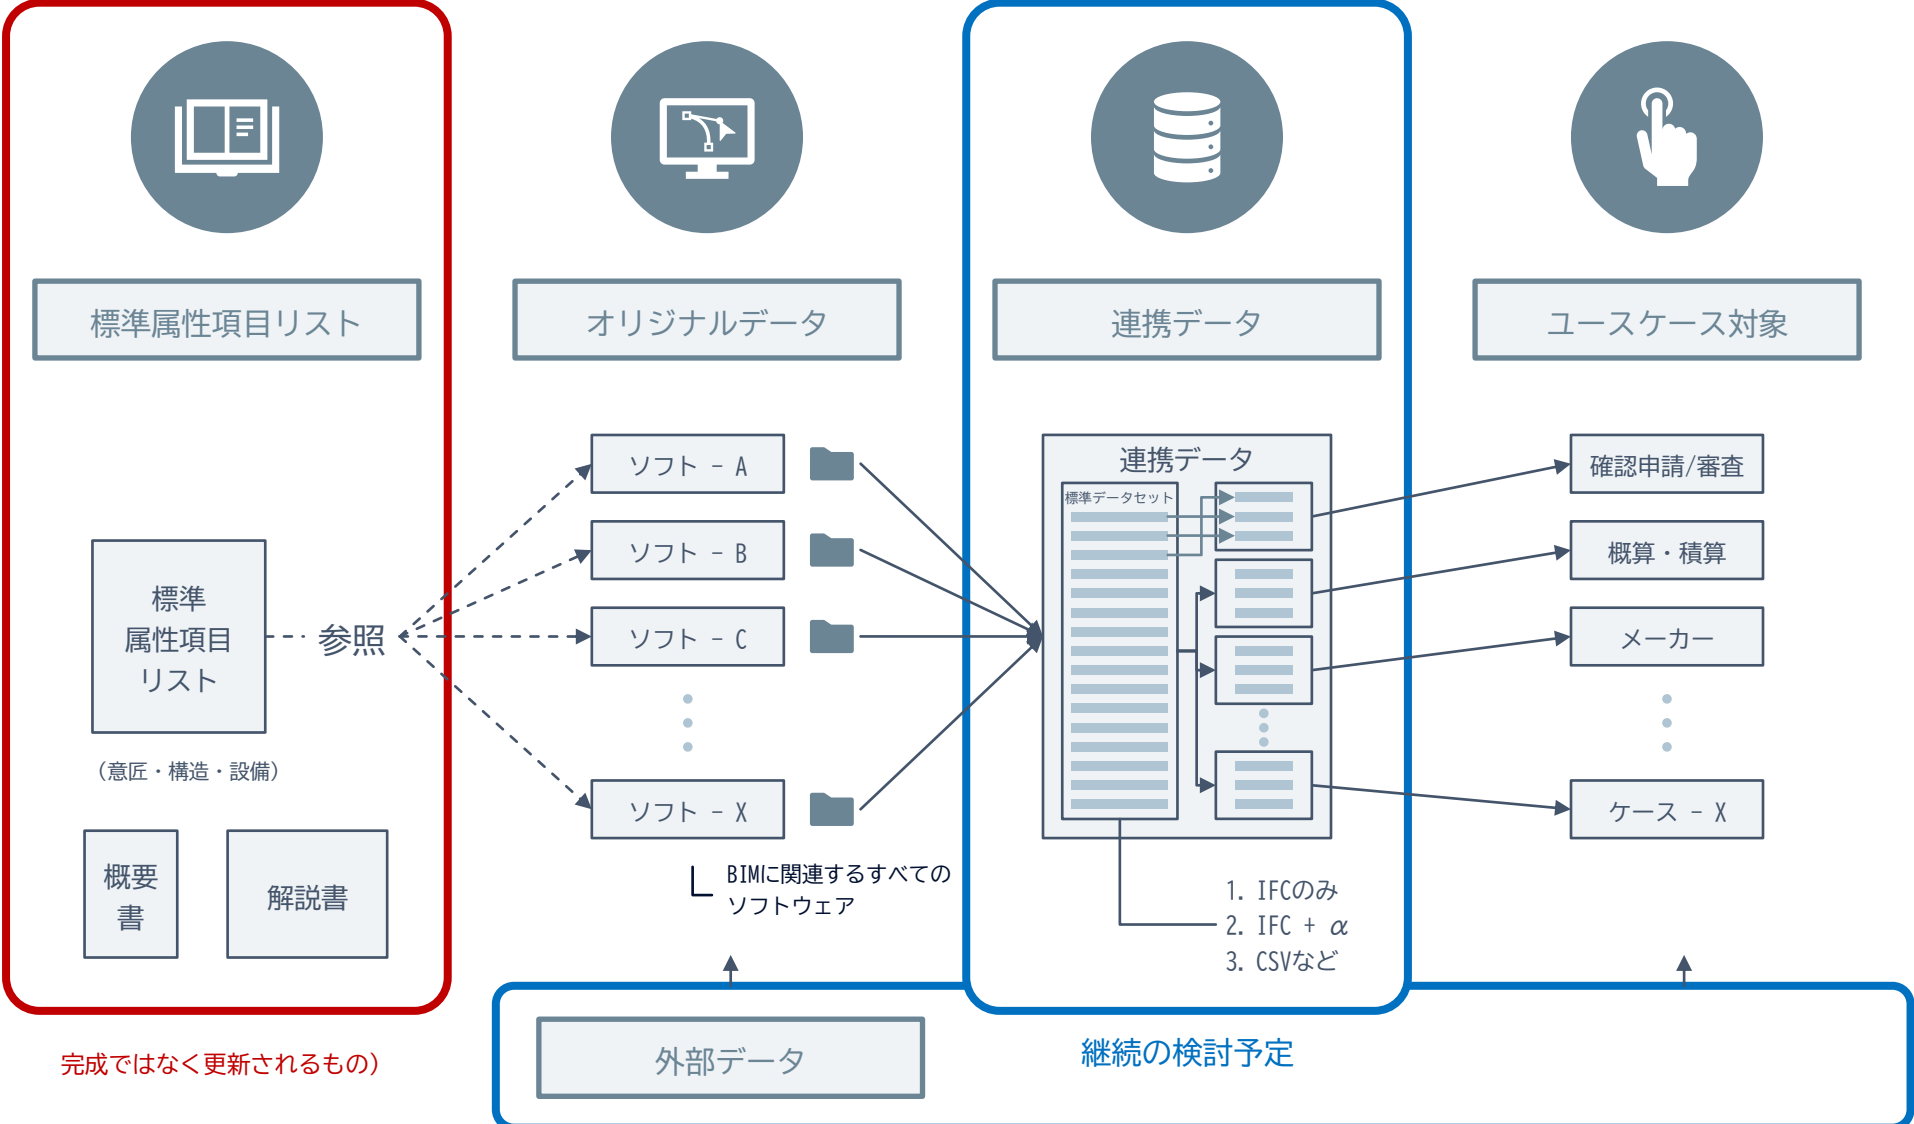 標準属性項目リスト
オリジナルデータ
連携データ
ユースケース対象
標準
属性項目
リスト
参照
(意匠・構造・設備)
概要
書
解説書
完成ではなく更新されるもの）
ソフト - A
ソフト - B
ソフト - C
ソフト - X
BIMに関連するすべての
ソフトウェア
連携データ
標準データセット
1. IFCのみ
2. IFC + α
3. CSVなど
確認申請/審査
概算・積算
メーカー
ケース - X
外部データ
継続の検討予定